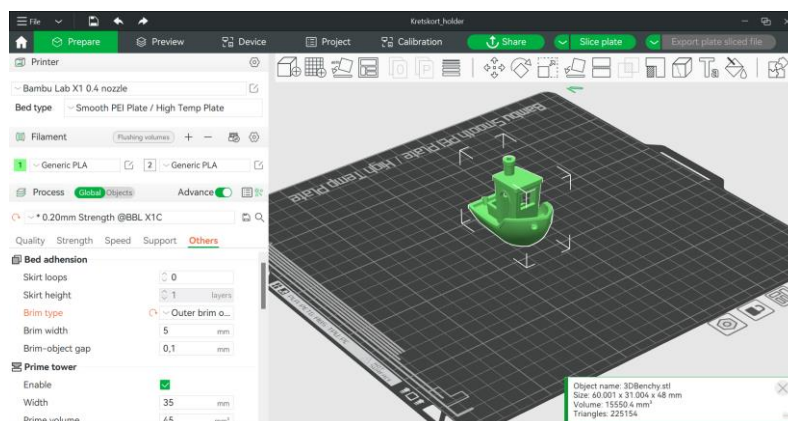 File
Kretskort_holder
Prepare
Preview
Device
Project
Calibration
Share
Slice plate
Export plate sliced file
Printer
Bambu Lab X1 0.4 nozzle
Bed type
Smooth PEI Plate / High Temp Plate
Filament
Flushing volumes
1 Generic PLA
2 Generic PLA
Process
Global
Objects
Advance
* 0.20mm Strength @BBL X1C
Quality
Strength
Speed
Support
Others
Bed adhension
Skirt loops 0
Skirt height 1 layers
Brim type Outer brim o...
Brim width 5 mm
Brim-object gap 0,1 mm
Prime tower
Enable
Width 35 mm
Prime volume 45 mm³
Bambu Smooth PEI Plate / High Temp Plate
Object name: 3DBenchy.stl
Size: 60.001 x 31.004 x 48 mm
Volume: 15550.4 mm³
Triangles: 225154